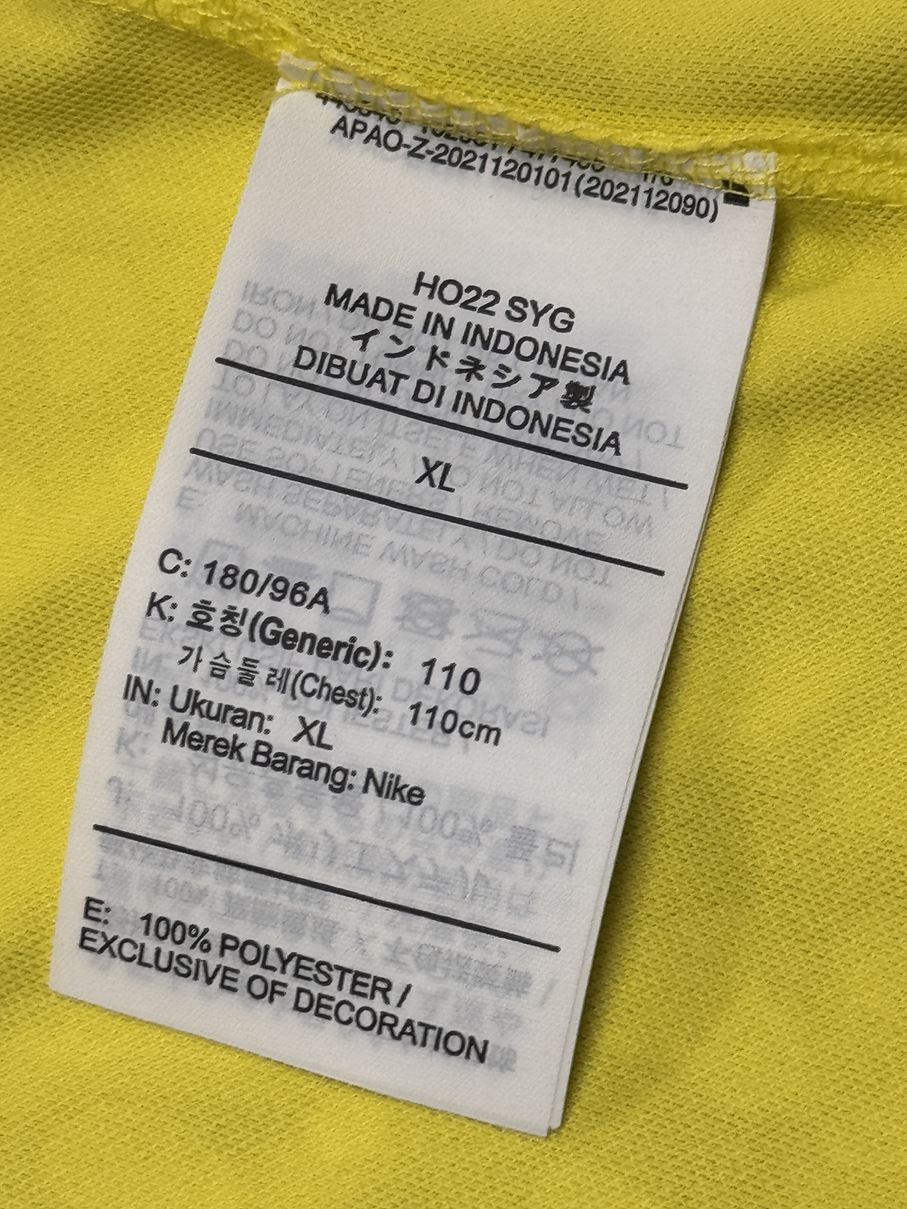 APAO-Z-2021120101(202112090)
HO22 SYG
MADE IN INDONESIA
インドネシア製
DIBUAT DI INDONESIA
XL
C: 180/96A
K: 호칭(Generic): 110
가슴둘레(Chest): 110cm
IN: Ukuran: XL
Merek Barang: Nike
E: 100% POLYESTER /
EXCLUSIVE OF DECORATION